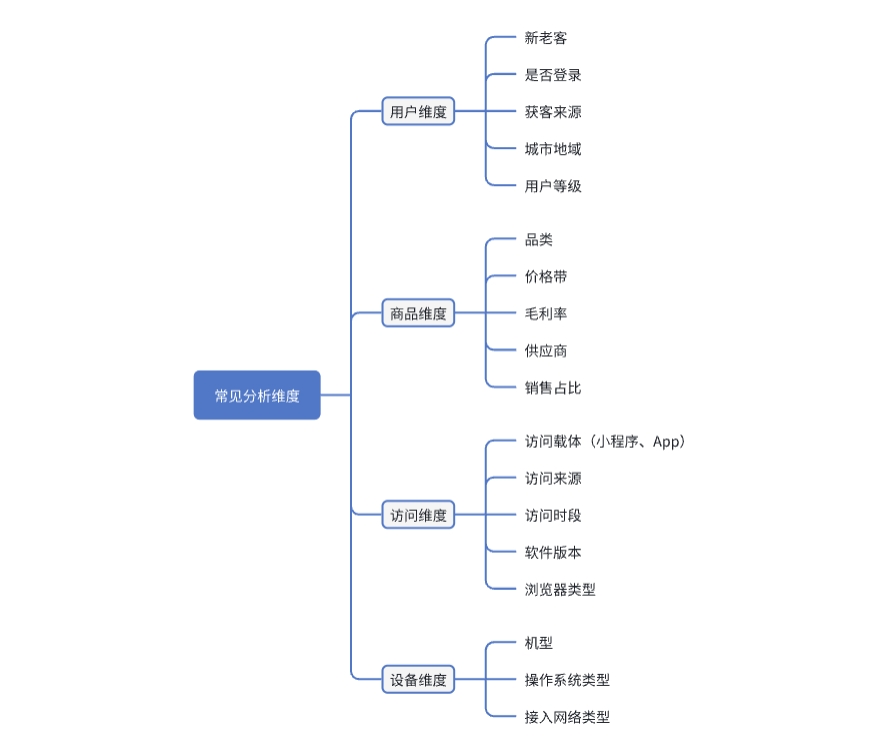 常见分析维度
用户维度
新老客
是否登录
获客来源
城市地域
用户等级
商品维度
品类
价格带
毛利率
供应商
销售占比
访问维度
访问载体（小程序、App）
访问来源
访问时段
软件版本
浏览器类型
设备维度
机型
操作系统类型
接入网络类型